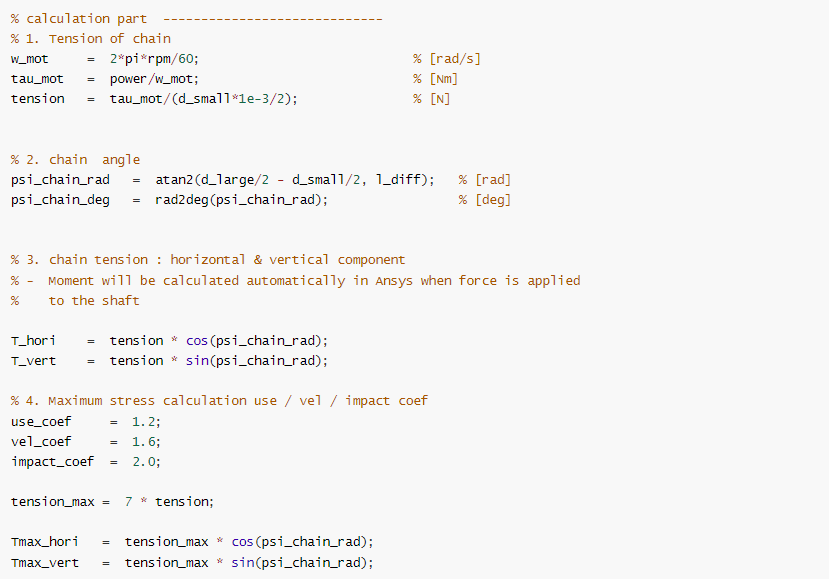 % calculation part  -----------------------------
% 1. Tension of chain
w_mot     =  2*pi*rpm/60;                            % [rad/s]
tau_mot   =  power/w_mot;                            % [Nm]
tension   =  tau_mot/(d_small*1e-3/2);               % [N]
% 2. chain  angle
psi_chain_rad   =  atan2(d_large/2 - d_small/2, l_diff);   % [rad]
psi_chain_deg   =  rad2deg(psi_chain_rad);                 % [deg]
% 3. chain tension : horizontal & vertical component
% -  Moment will be calculated automatically in Ansys when force is applied
%    to the shaft
T_hori    =  tension * cos(psi_chain_rad);
T_vert    =  tension * sin(psi_chain_rad);
% 4. Maximum stress calculation use / vel / impact coef
use_coef     =  1.2;
vel_coef     =  1.6;
impact_coef  =  2.0;
tension_max =  7 * tension;
Tmax_hori   =  tension_max * cos(psi_chain_rad);
Tmax_vert   =  tension_max * sin(psi_chain_rad);